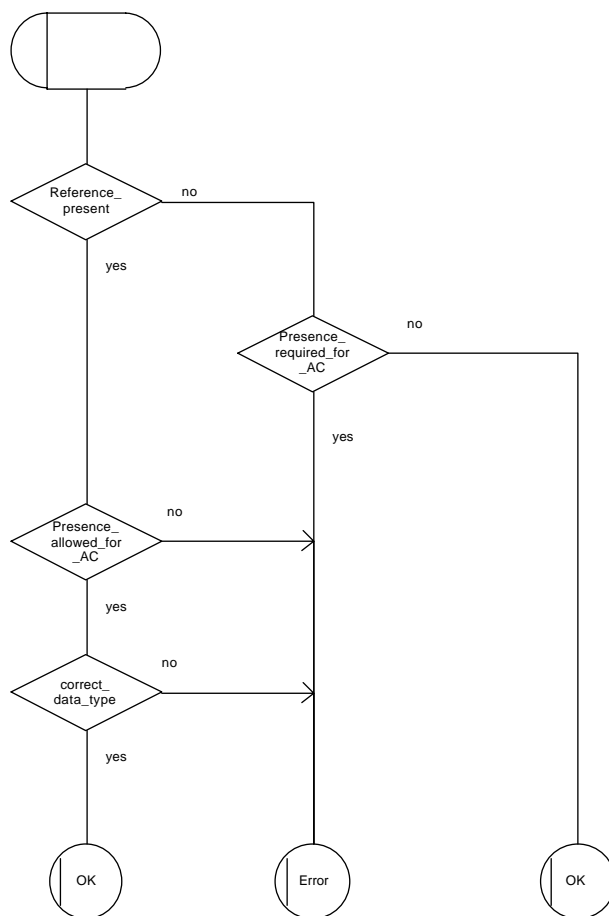 Reference_
present
no
yes
Presence_
required_for
_AC
no
yes
Presence_
allowed_for
_AC
no
yes
correct_
data_type
no
yes
OK
Error
OK